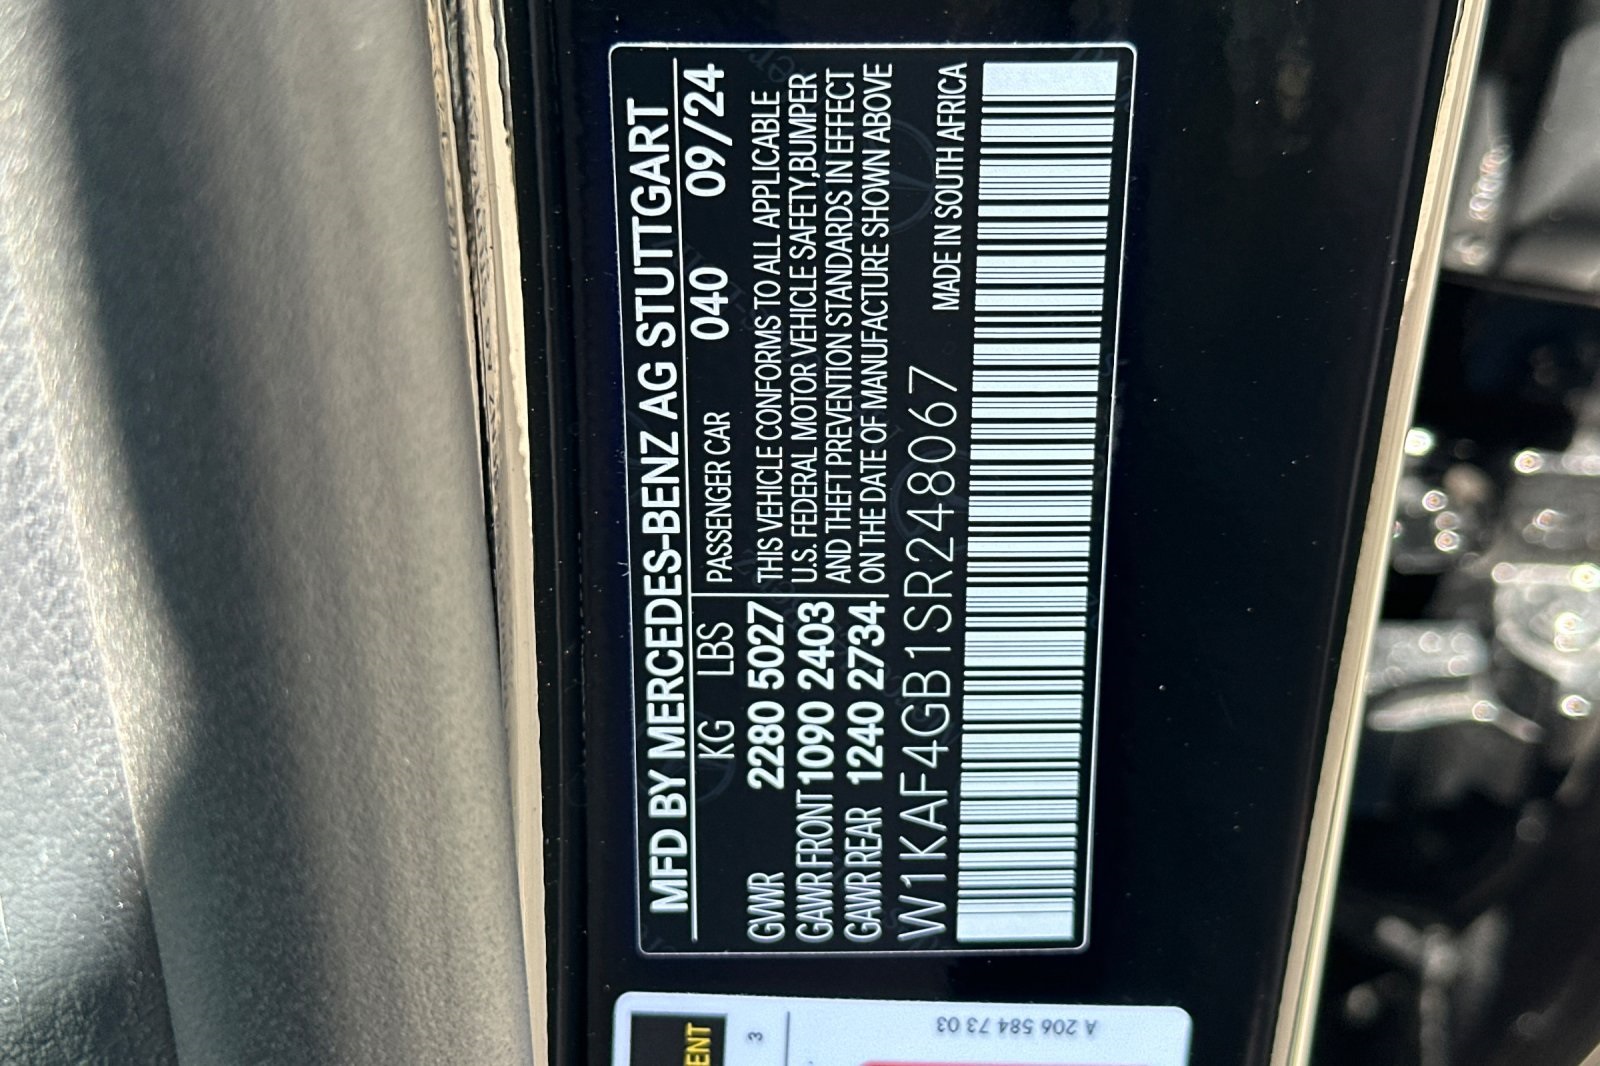 MFD BY MERCEDES-BENZ AG STUTTGART
KG LBS PASSENGER CAR 040 09/24
GVWR 2280 5027 THIS VEHICLE CONFORMS TO ALL APPLICABLE
GAWR FRONT 1090 2403 U.S. FEDERAL MOTOR VEHICLE SAFETY,BUMPER
GAWR REAR 1240 2734 AND THEFT PREVENTION STANDARDS IN EFFECT
ON THE DATE OF MANUFACTURE SHOWN ABOVE
W1KAF4GB1SR248067 MADE IN SOUTH AFRICA
3
A 206 584 73 03